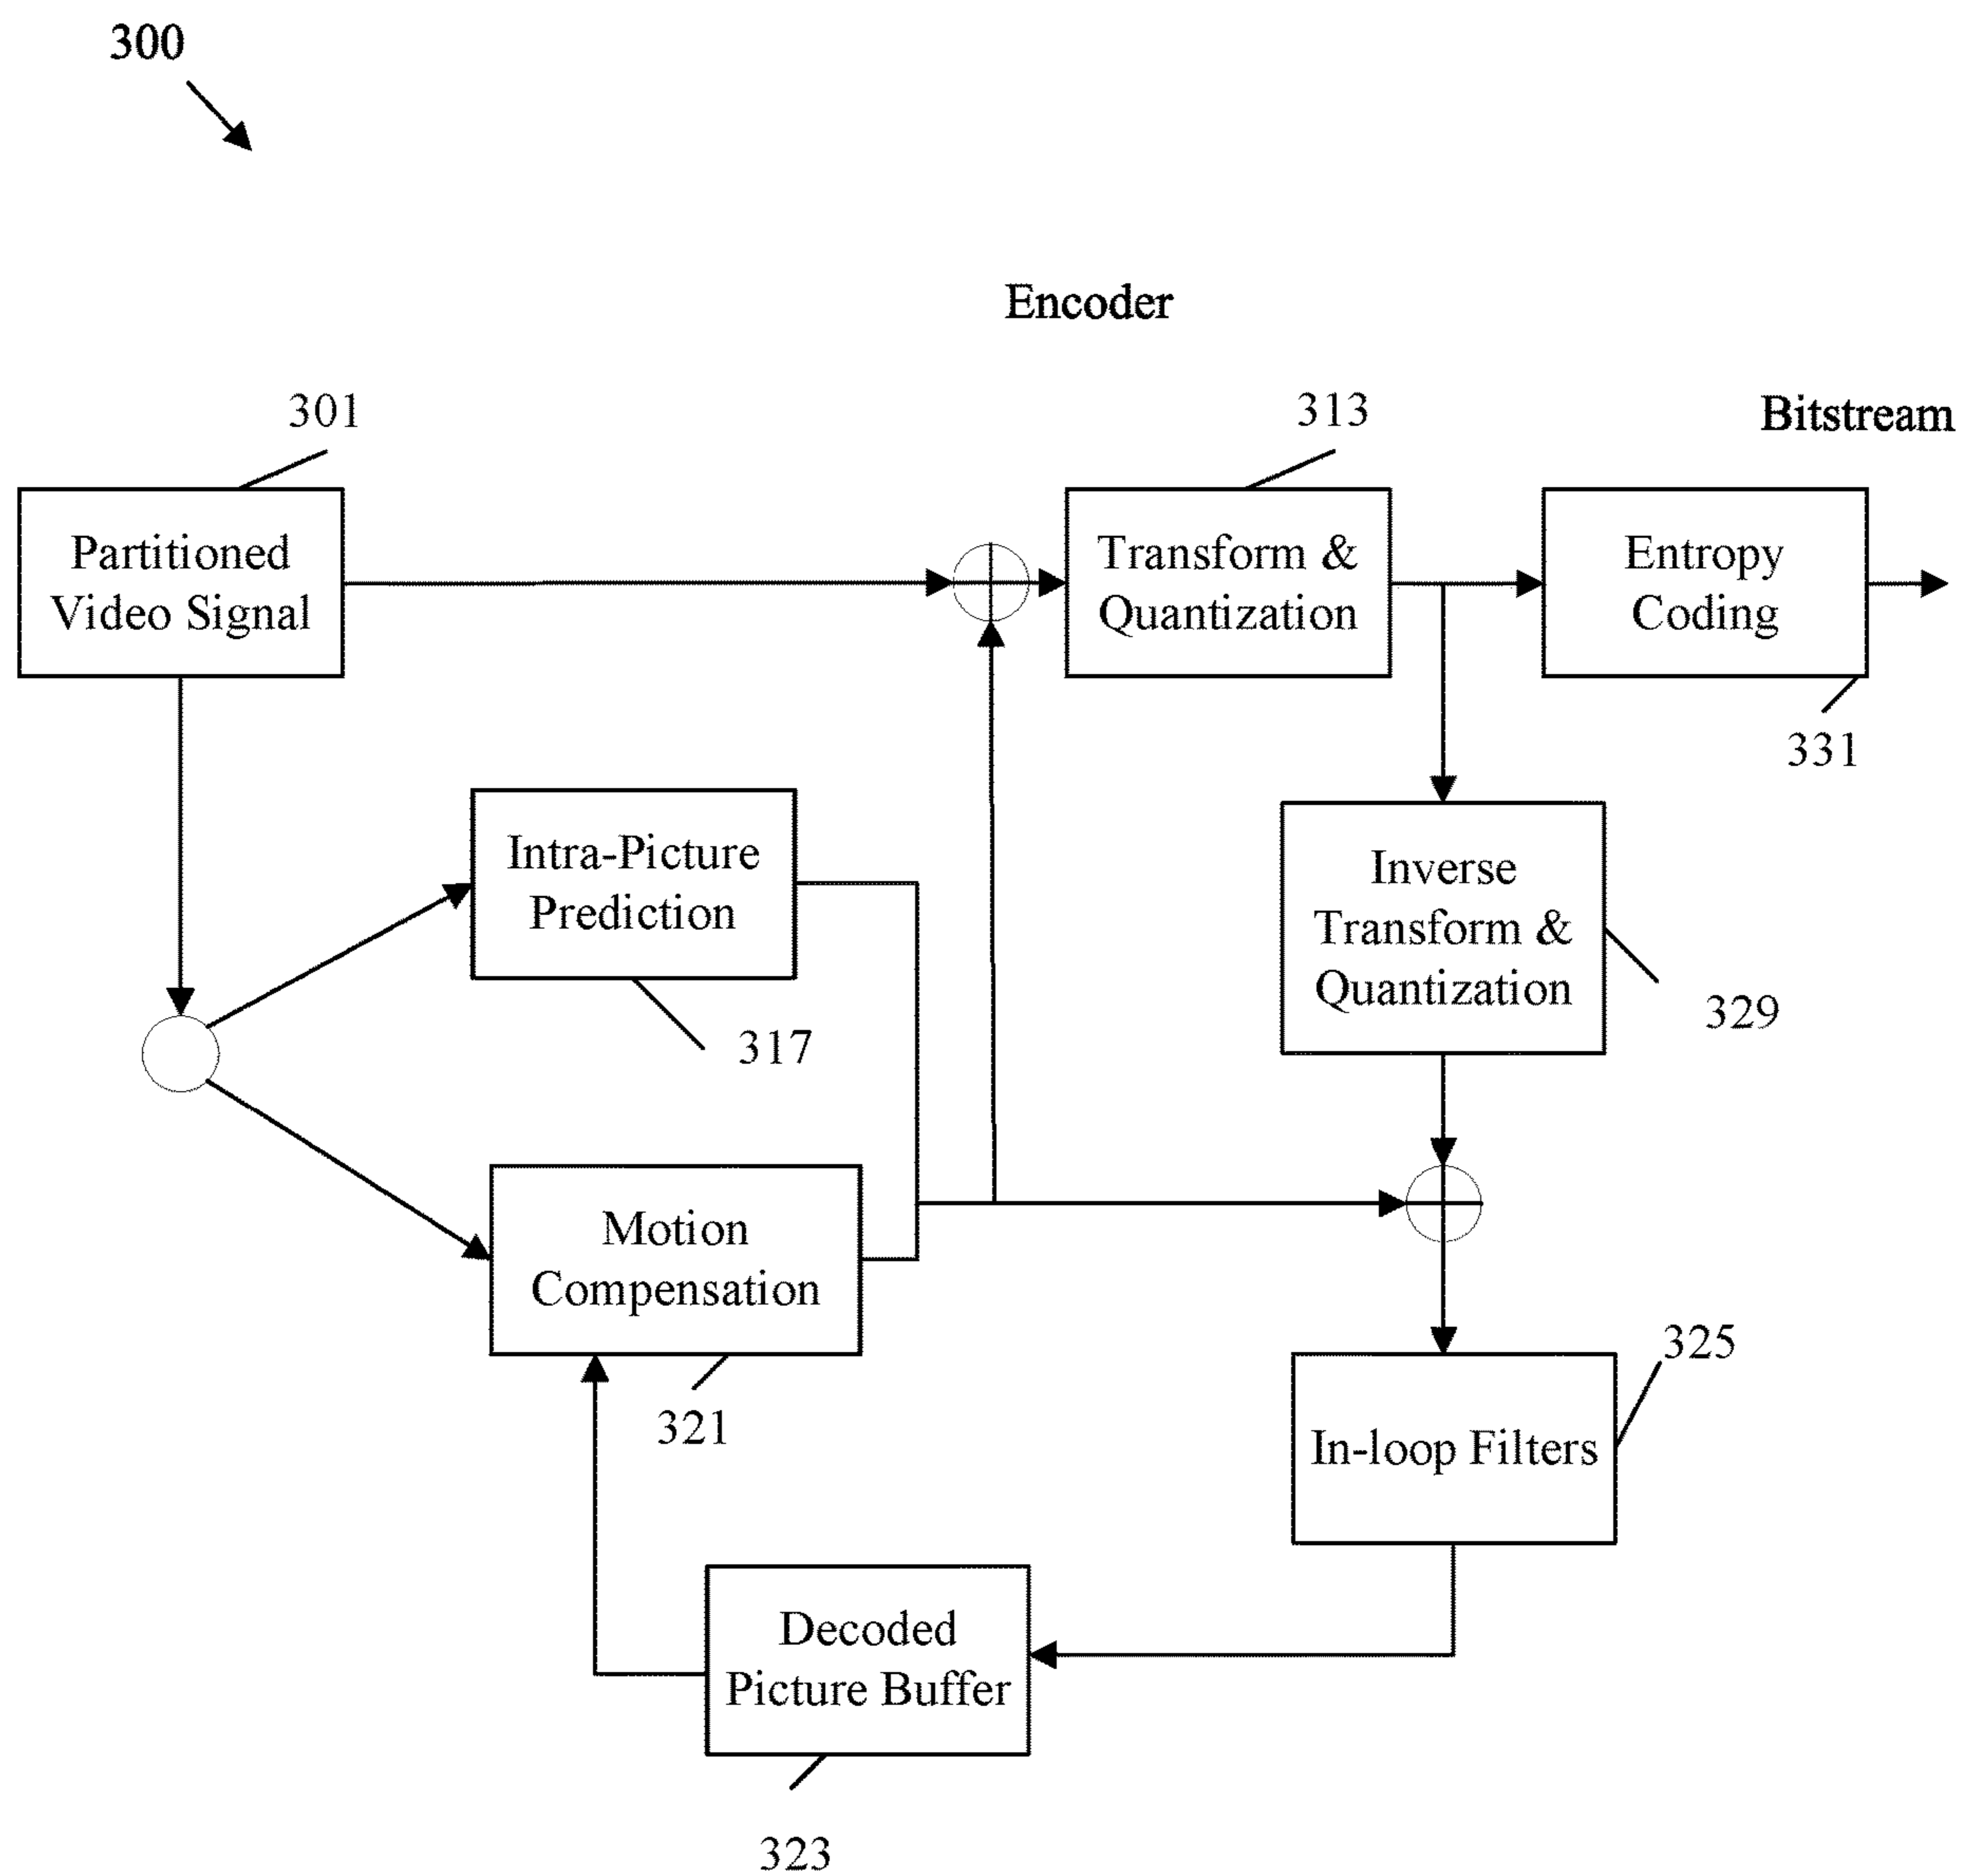 300
Encoder
301
313
Bitstream
Partitioned
Video Signal
Transform &
Quantization
Entropy
Coding
331
Intra-Picture
Prediction
317
Inverse
Transform &
Quantization
329
Motion
Compensation
321
325
In-loop Filters
Decoded
Picture Buffer
323